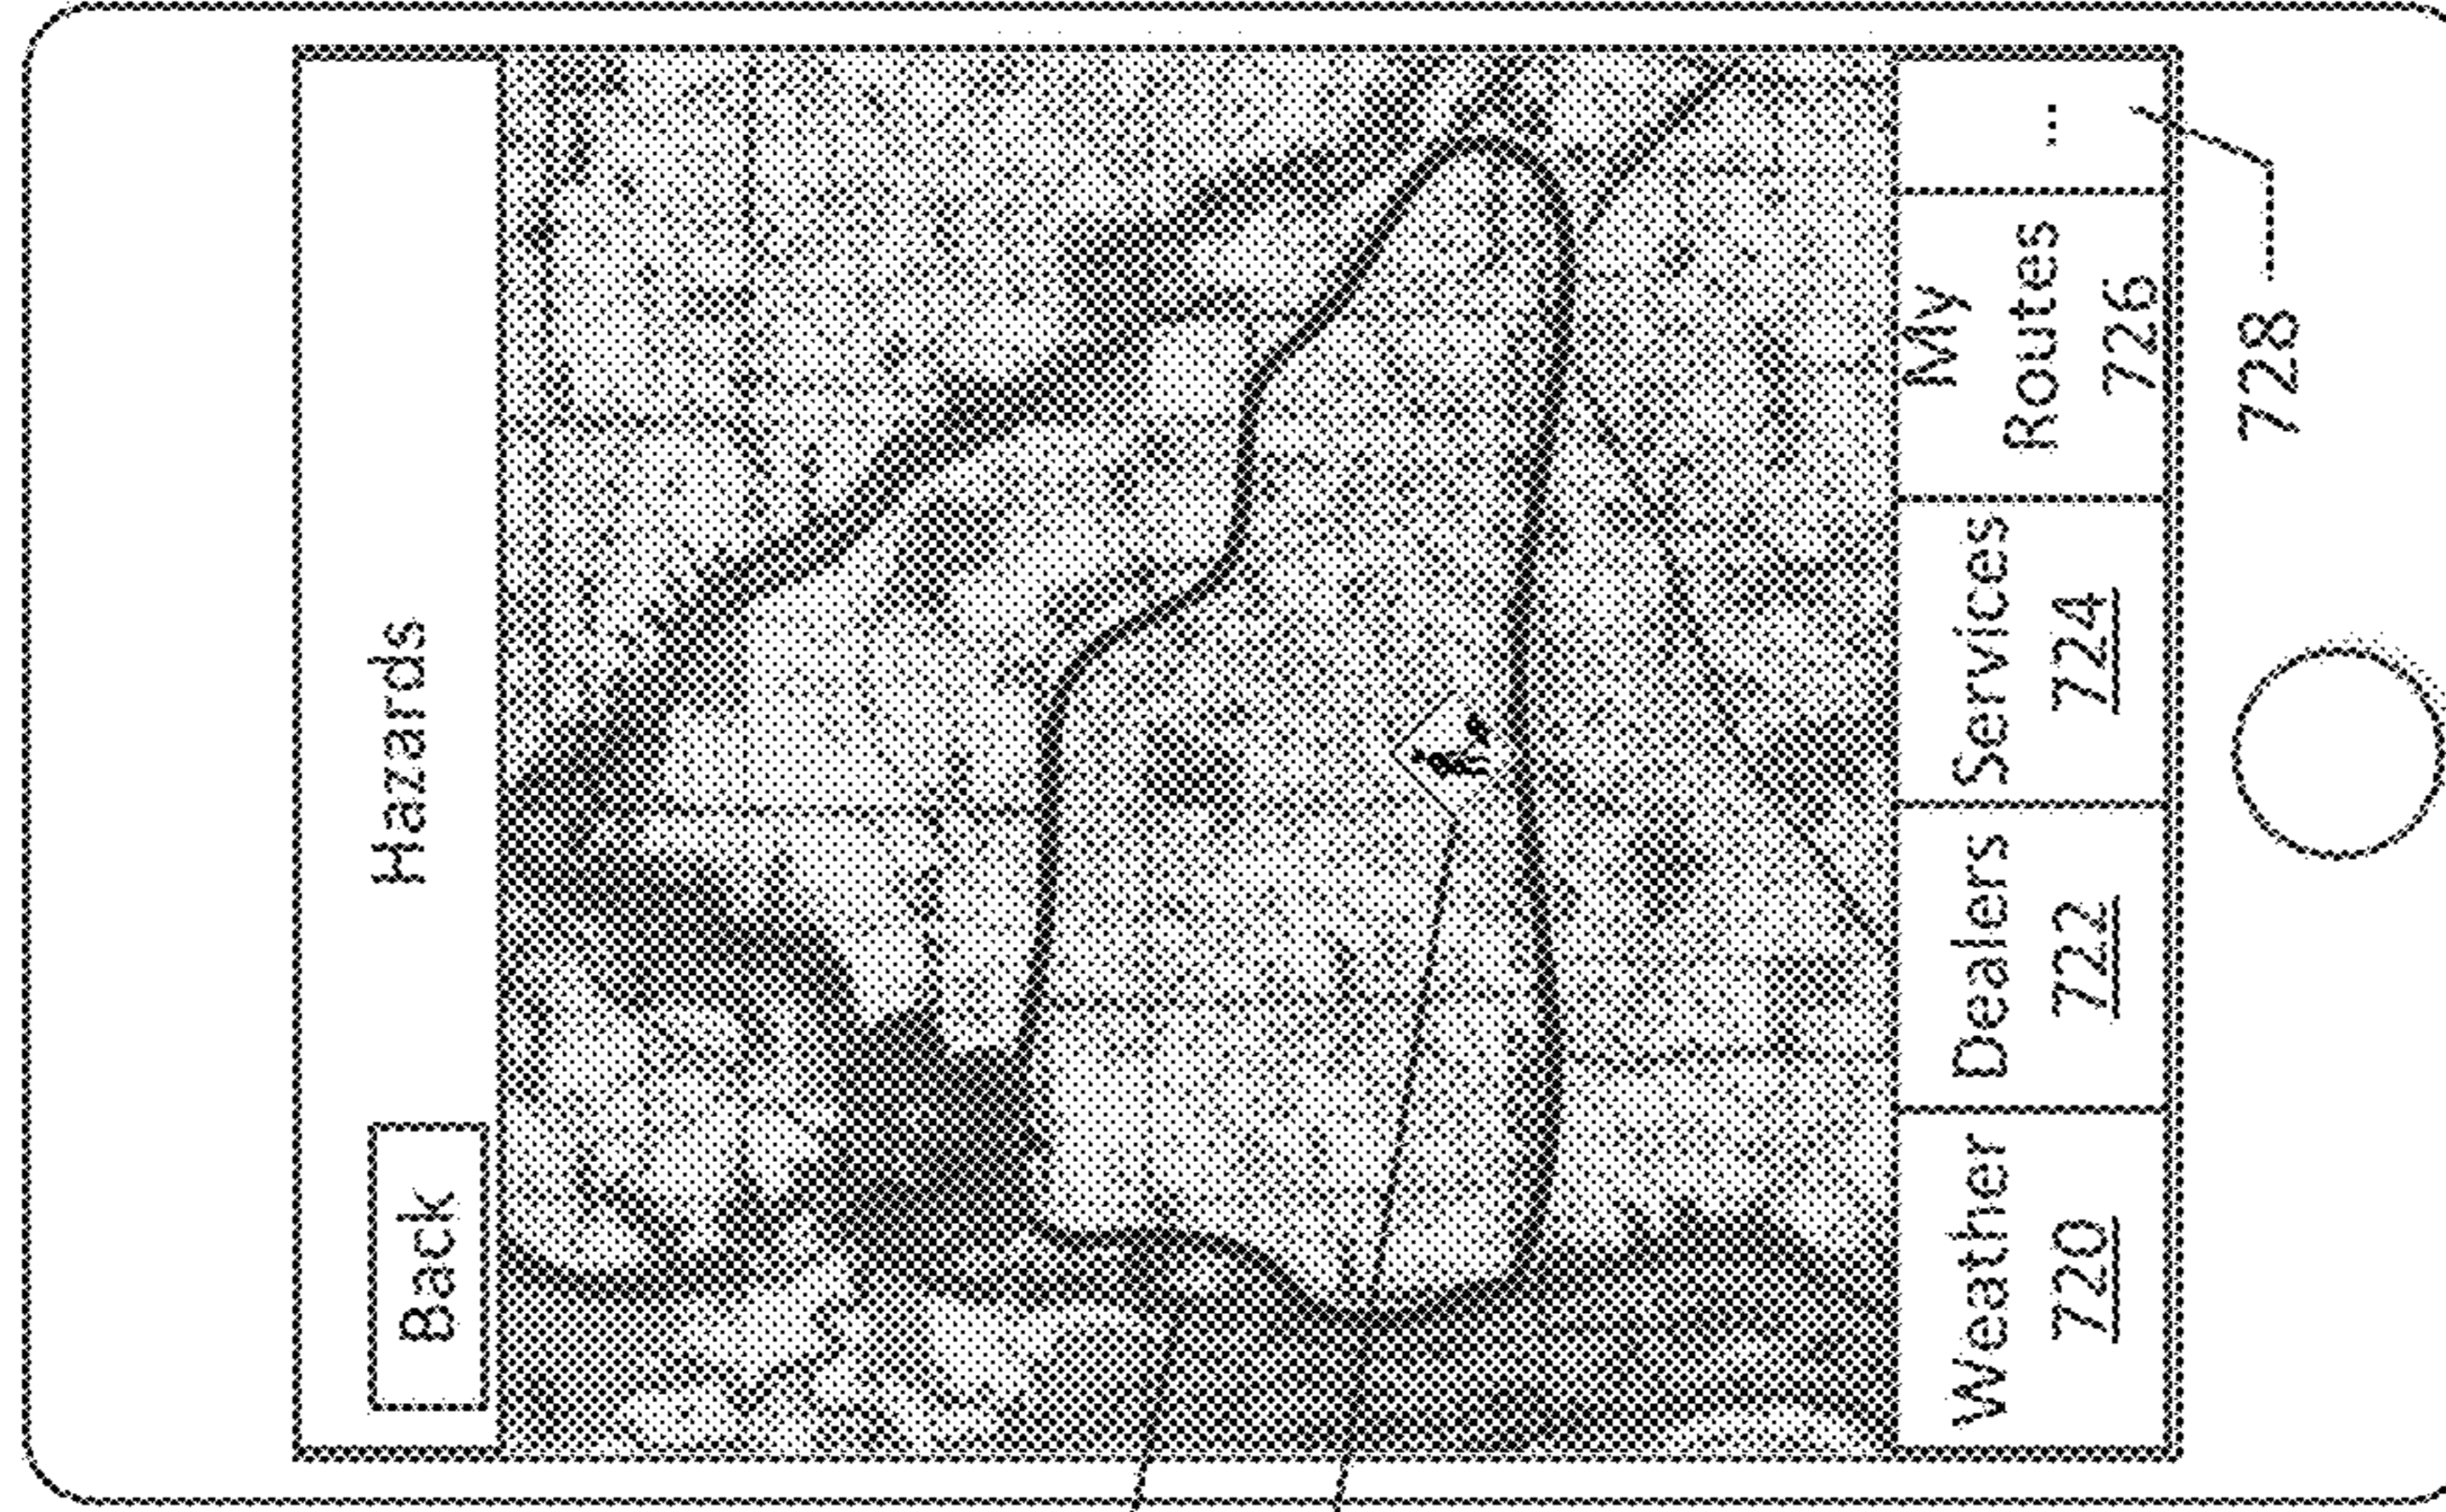 Hazards
Back
Weather
720
Dealers
722
Services
724
My
Routes
726
...
728